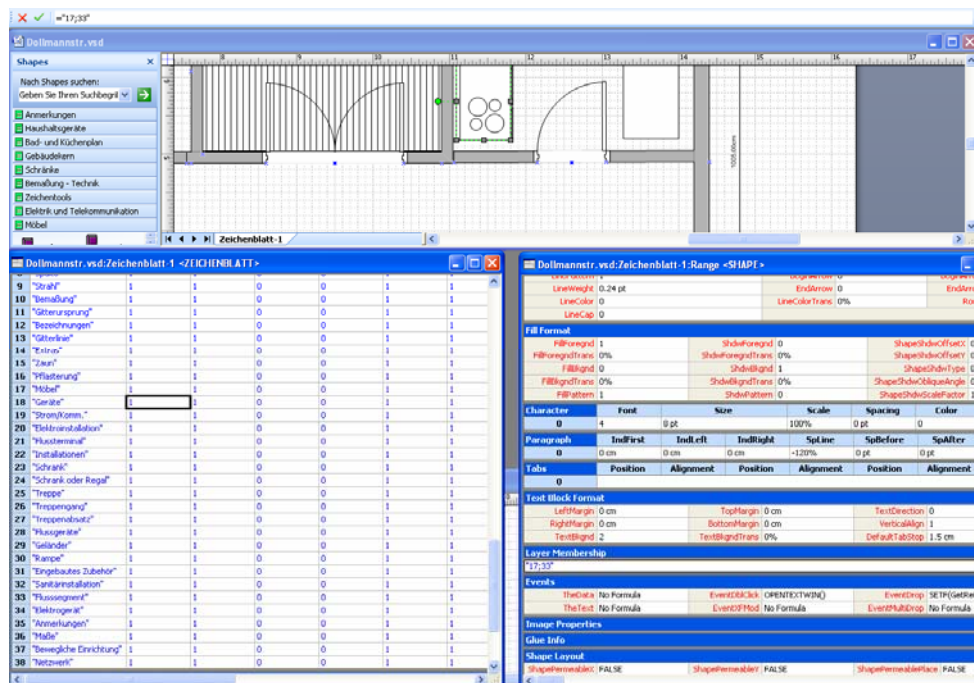 ="17;33"
Dollmannstr.vsd
Shapes
Nach Shapes suchen:
Geben Sie Ihren Suchbegrif
Anmerkungen
Haushaltsgeräte
Bad- und Küchenplan
Gebäudekern
Schränke
Bemaßung - Technik
Zeichentools
Elektrik und Telekommunikation
Möbel
8 9 10 11 12 13 14 15 16 17
Zeichenblatt-1
Dollmannstr.vsd:Zeichenblatt-1 <ZEICHENBLATT>
9 "Strahl" 1 1 0 0 1 1
10 "Bemaßung" 1 1 0 0 1 1
11 "Gitterursprung" 1 1 0 0 1 1
12 "Bezeichnungen" 1 1 0 0 1 1
13 "Gitterlinie" 1 1 0 0 1 1
14 1 1 0 0 1 1
15 "Zaun" 1 1 0 0 1 1
16 "Pflasterung" 1 1 0 0 1 1
17 "Möbel" 1 1 0 0 1 1
18 "Geräte" 1 1 0 0 1 1
19 "Strom/Komm." 1 1 0 0 1 1
20 "Elektroinstallation" 1 1 0 0 1 1
21 "Flussterminal" 1 1 0 0 1 1
22 "Installationen" 1 1 0 0 1 1
23 "Schrank" 1 1 0 0 1 1
24 "Schrank oder Regal" 1 1 0 0 1 1
25 "Treppe" 1 1 0 0 1 1
26 "Treppengang" 1 1 0 0 1 1
27 "Treppenabsatz" 1 1 0 0 1 1
28 "Flussgeräte" 1 1 0 0 1 1
29 "Geländer" 1 1 0 0 1 1
30 "Rampe" 1 1 0 0 1 1
31 "Eingebautes Zubehör" 1 1 0 0 1 1
32 "Sanitärinstallation" 1 1 0 0 1 1
33 "Flusssegment" 1 1 0 0 1 1
34 "Elektrogerät" 1 1 0 0 1 1
35 "Anmerkungen" 1 1 0 0 1 1
36 "Maße" 1 1 0 0 1 1
37 "Bewegliche Einrichtung" 1 1 0 0 1 1
38 "Netzwerk" 1 1 0 0 1 1
Dollmannstr.vsd:Zeichenblatt-1:Range <SHAPE>
LineWeight 0.24 pt EndArrow 0
LineColor 0 LineColorTrans 0%
LineCap 0
Fill Format
FillForegnd 1 ShdwForegnd 0 ShapeShdwOffsetX
FillForegndTrans 0% ShdwForegndTrans 0% ShapeShdwOffsetY
FillBkgnd 0 ShdwBkgnd 1 ShapeShdwType
FillBkgndTrans 0% ShdwBkgndTrans 0% ShapeShdwObliqueAngle
FillPattern 1 ShdwPattern 0 ShapeShdwScaleFactor
Character Font Size Scale Spacing Color
0 4 8 pt 100% 0 pt 0
Paragraph IndFirst IndLeft IndRight SpLine SpBefore SpAfter
0 0 cm 0 cm 0 cm -120% 0 pt 0 pt
Tabs Position Alignment Position Alignment Position Alignment
0
Text Block Format
LeftMargin 0 cm TopMargin 0 cm TextDirection 0
RightMargin 0 cm BottomMargin 0 cm VerticalAlign 1
TextBkgnd 2 TextBkgndTrans 0% DefaultTabStop 1.5 cm
Layer Membership
"17;33"
Events
TheData No Formula EventDblClick OPENTEXTWIN() EventDrop SETF(GetRe
TheText No Formula EventXFMod No Formula EventMultiDrop No Formula
Image Properties
Glue Info
Shape Layout
ShapePermeableX FALSE ShapePermeableY FALSE ShapePermeablePlace FALSE